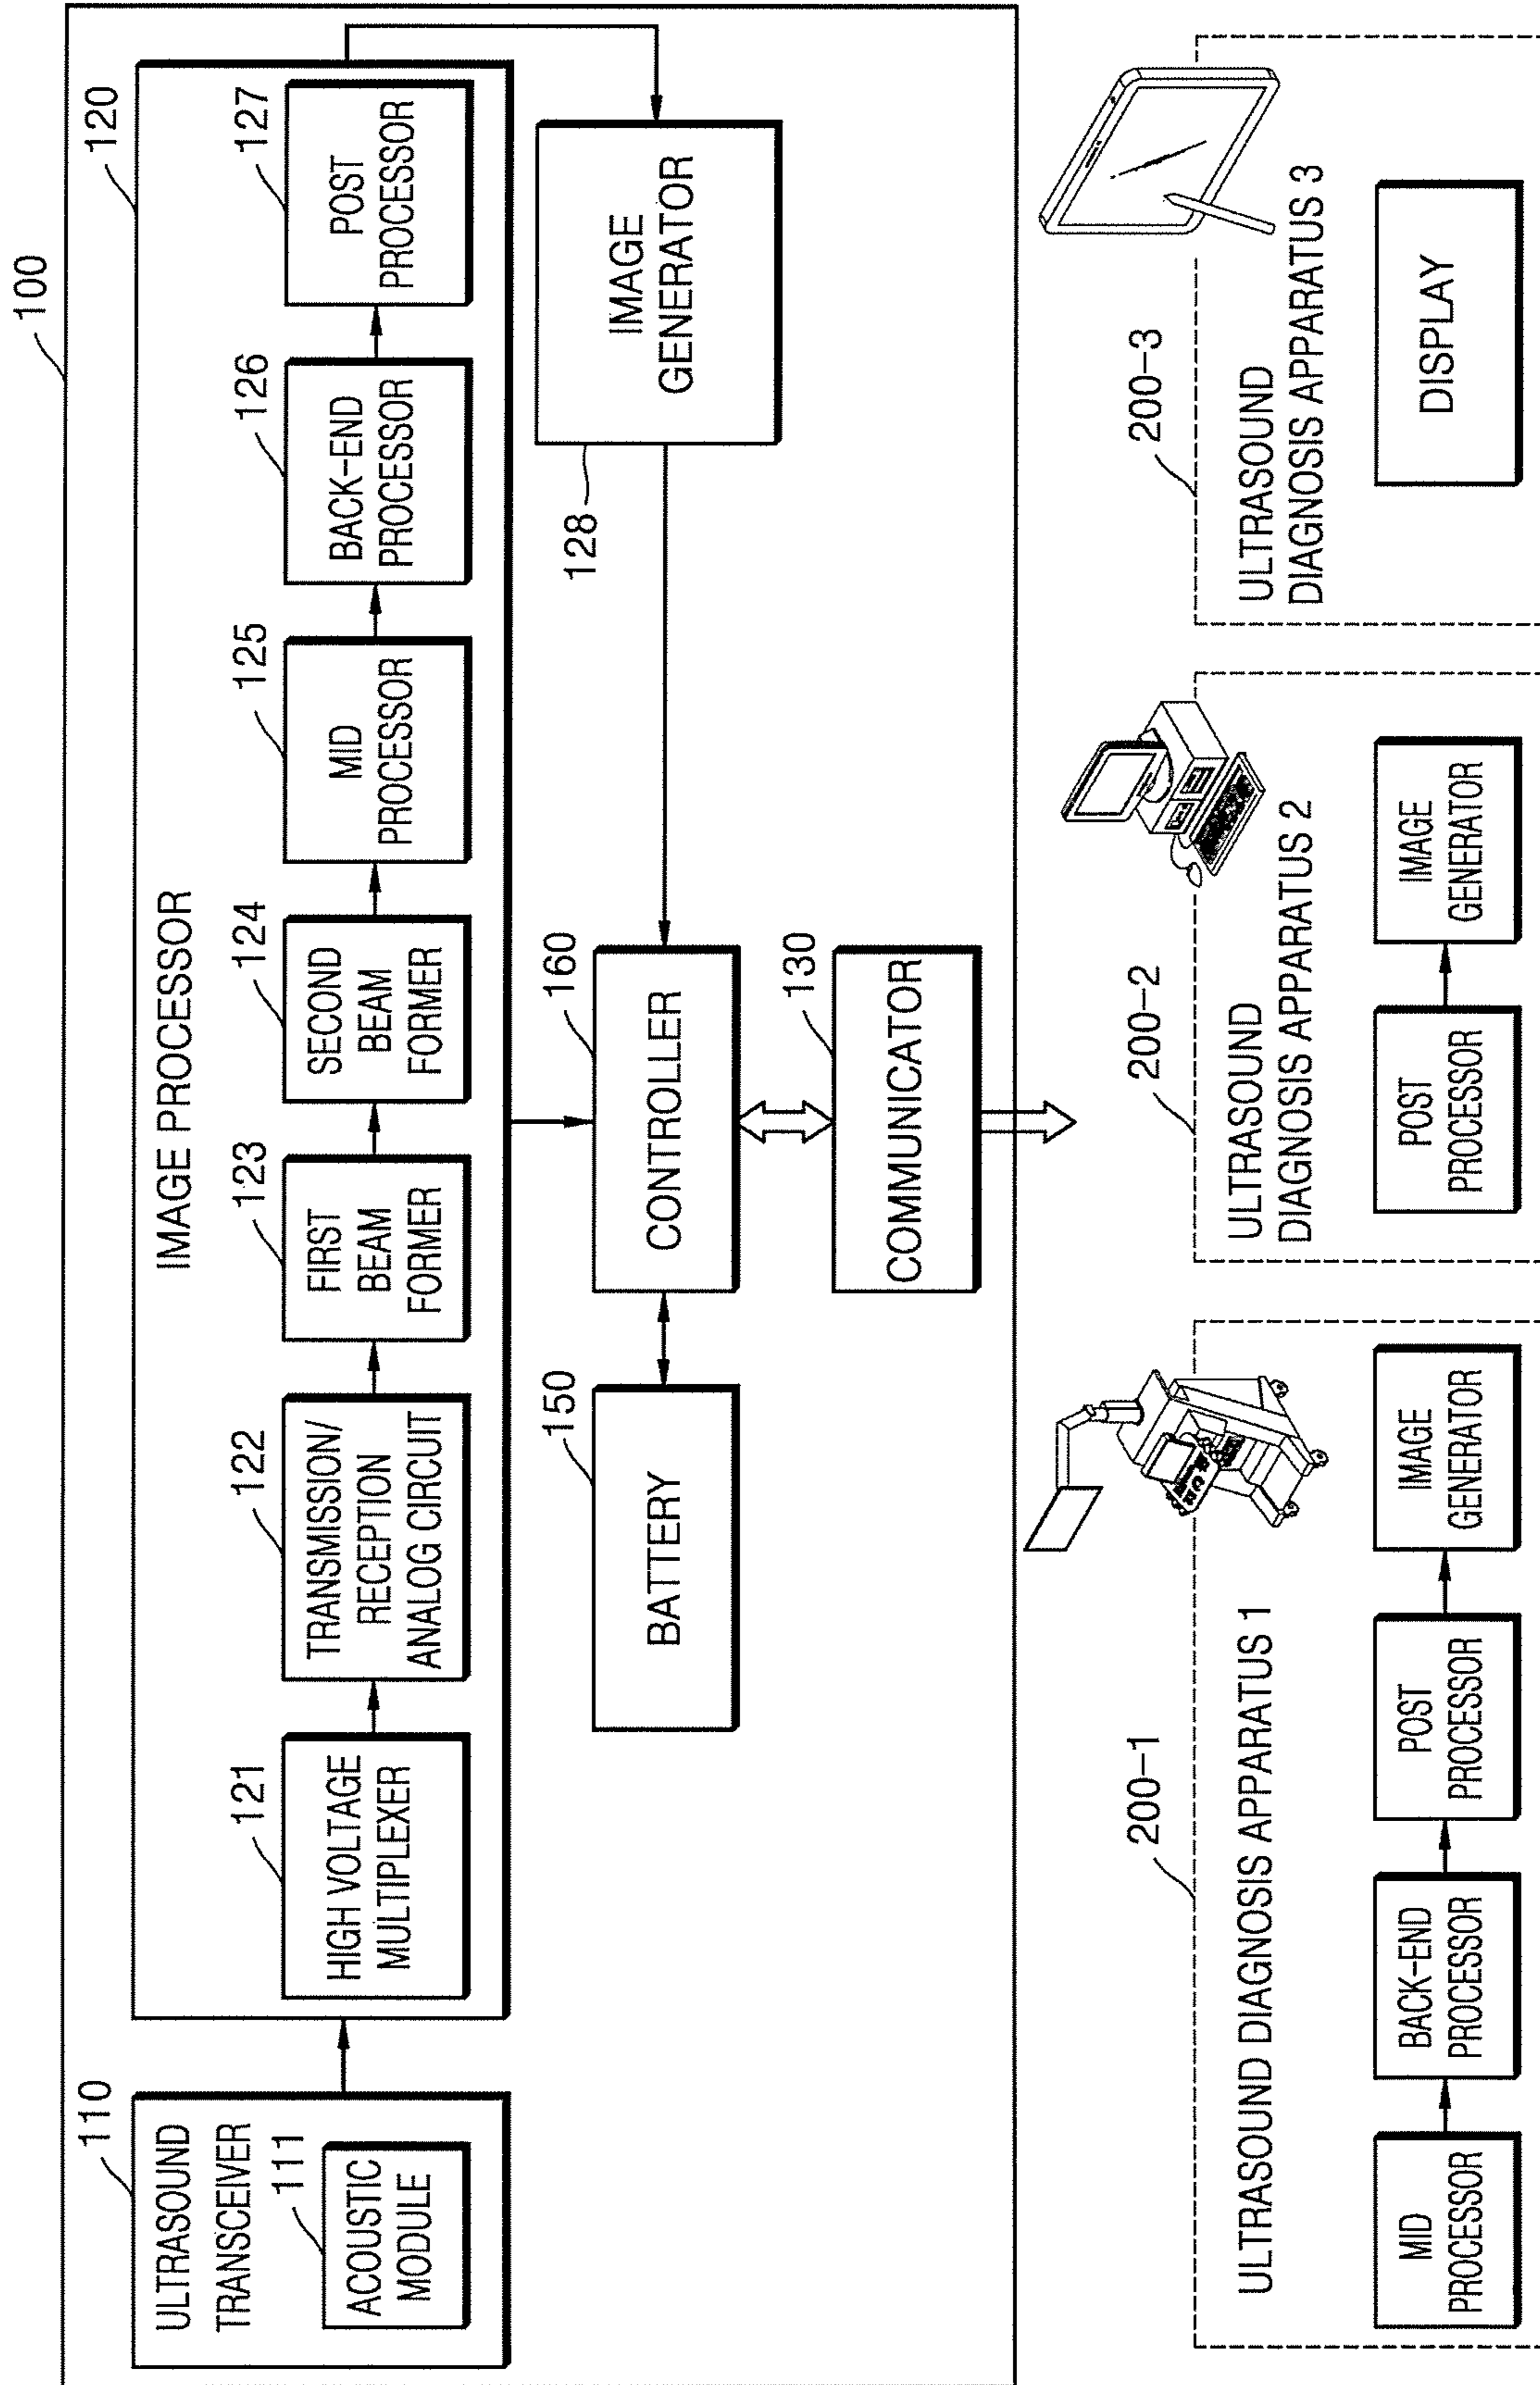 100
110
ULTRASOUND
TRANSCEIVER
111
ACOUSTIC
MODULE
120
IMAGE PROCESSOR
121
HIGH VOLTAGE
MULTIPLEXER
122
TRANSMISSION/
RECEPTION
ANALOG CIRCUIT
123
FIRST
BEAM
FORMER
124
SECOND
BEAM
FORMER
125
MID
PROCESSOR
126
BACK-END
PROCESSOR
127
POST
PROCESSOR
128
IMAGE
GENERATOR
150
BATTERY
160
CONTROLLER
130
COMMUNICATOR
200-1
ULTRASOUND DIAGNOSIS APPARATUS 1
MID
PROCESSOR
BACK-END
PROCESSOR
POST
PROCESSOR
IMAGE
GENERATOR
200-2
ULTRASOUND
DIAGNOSIS APPARATUS 2
POST
PROCESSOR
IMAGE
GENERATOR
200-3
ULTRASOUND
DIAGNOSIS APPARATUS 3
DISPLAY